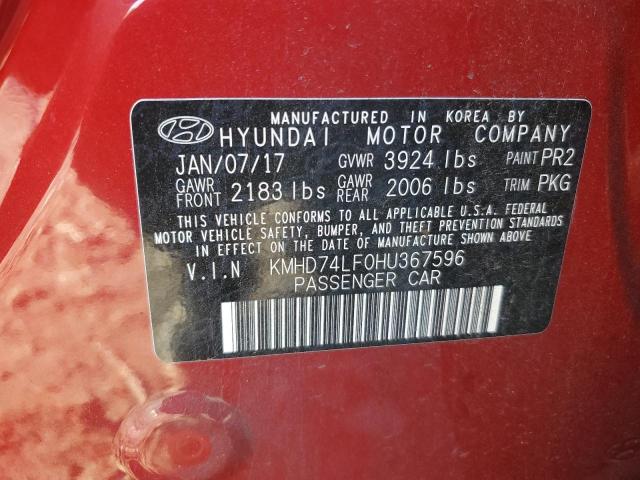 MANUFACTURED IN KOREA BY
HYUNDAI MOTOR COMPANY
JAN/07/17 GVWR 3924 lbs PAINT PR2
GAWR FRONT 2183 lbs GAWR REAR 2006 lbs TRIM PKG
THIS VEHICLE CONFORMS TO ALL APPLICABLE U.S.A. FEDERAL
MOTOR VEHICLE SAFETY, BUMPER, AND THEFT PREVENTION STANDARDS
IN EFFECT ON THE DATE OF MANUFACTURE SHOWN ABOVE.
V.I.N KMHD74LF0HU367596
PASSENGER CAR